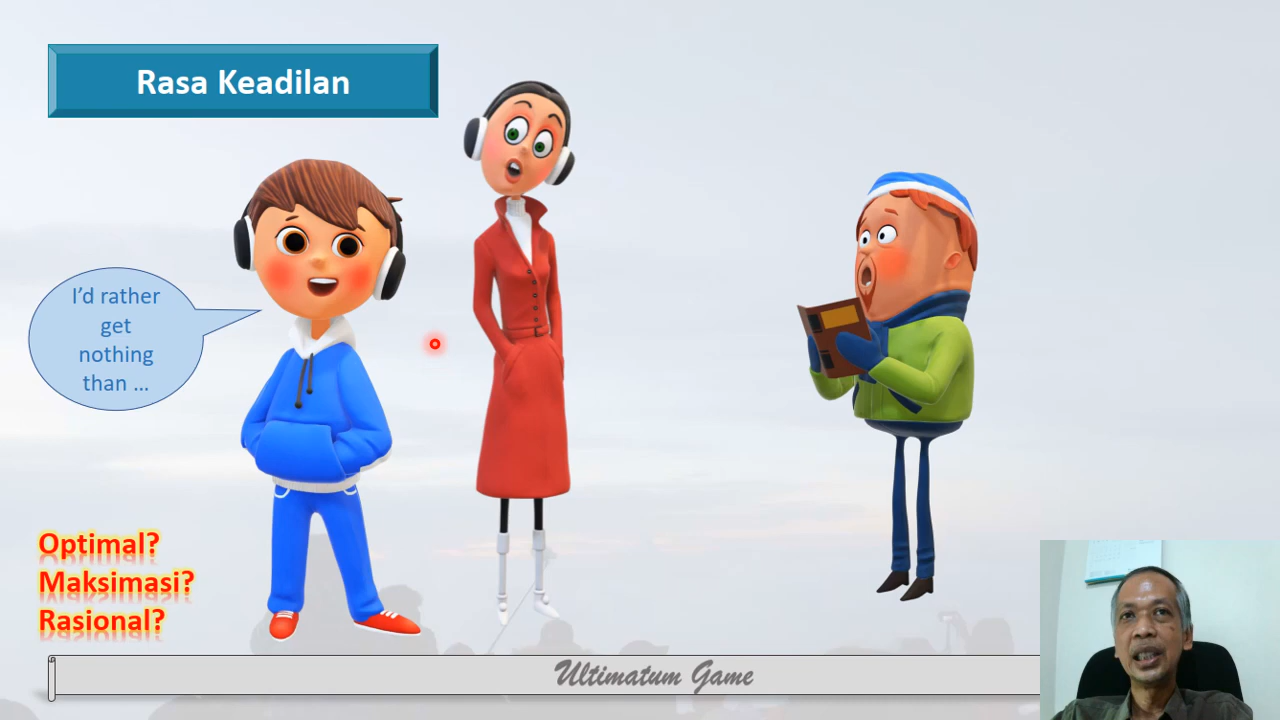 Rasa Keadilan
I'd rather
get
nothing
than ...
Optimal?
Maksimasi?
Rasional?
Ultimatum Game